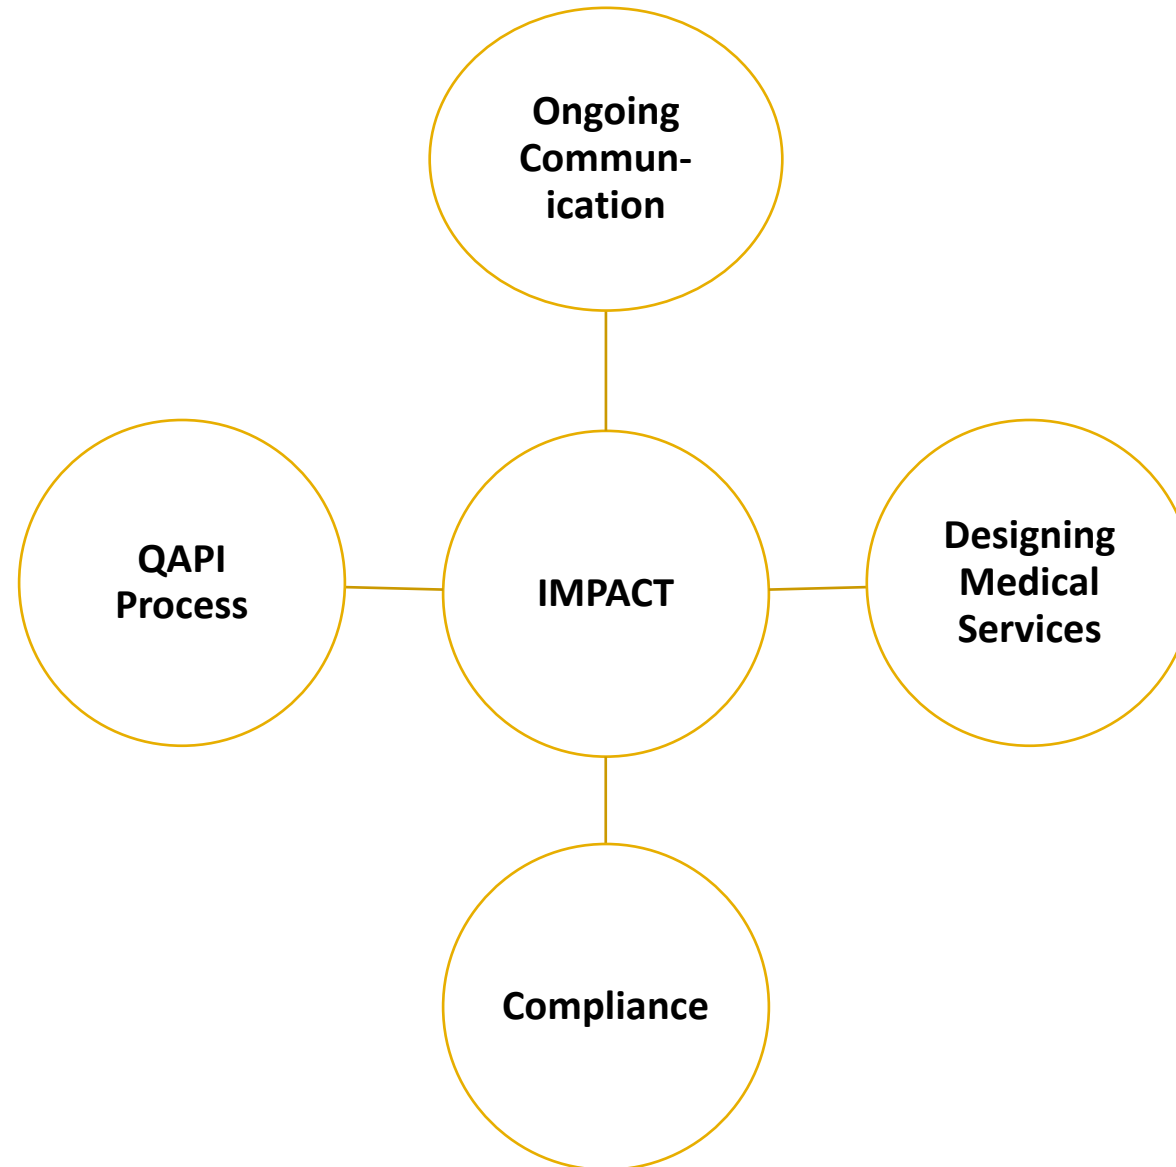 Ongoing
Commun-
ication
QAPI
Process
IMPACT
Designing
Medical
Services
Compliance